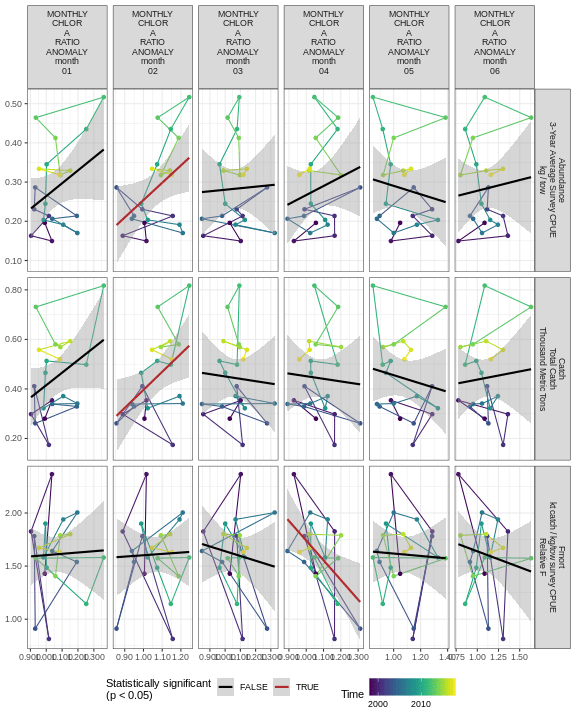 MONTHLY
CHLOR
A
RATIO
ANOMALY
month
01
MONTHLY
CHLOR
A
RATIO
ANOMALY
month
02
MONTHLY
CHLOR
A
RATIO
ANOMALY
month
03
MONTHLY
CHLOR
A
RATIO
ANOMALY
month
04
MONTHLY
CHLOR
A
RATIO
ANOMALY
month
05
MONTHLY
CHLOR
A
RATIO
ANOMALY
month
06
0.50
0.40
0.30
0.20
0.10
Abundance
3-Year Average Survey CPUE
kg / tow
0.80
0.60
0.40
0.20
Catch
Total Catch
Thousand Metric Tons
2.00
1.50
1.00
Fmort
kt catch / kg/tow survey CPUE
Relative F
0.90 1.00 1.10 1.20
1.00 1.20
1.00 1.25 1.50
Statistically significant
(p < 0.05)
FALSE
TRUE
Time
2000 2010